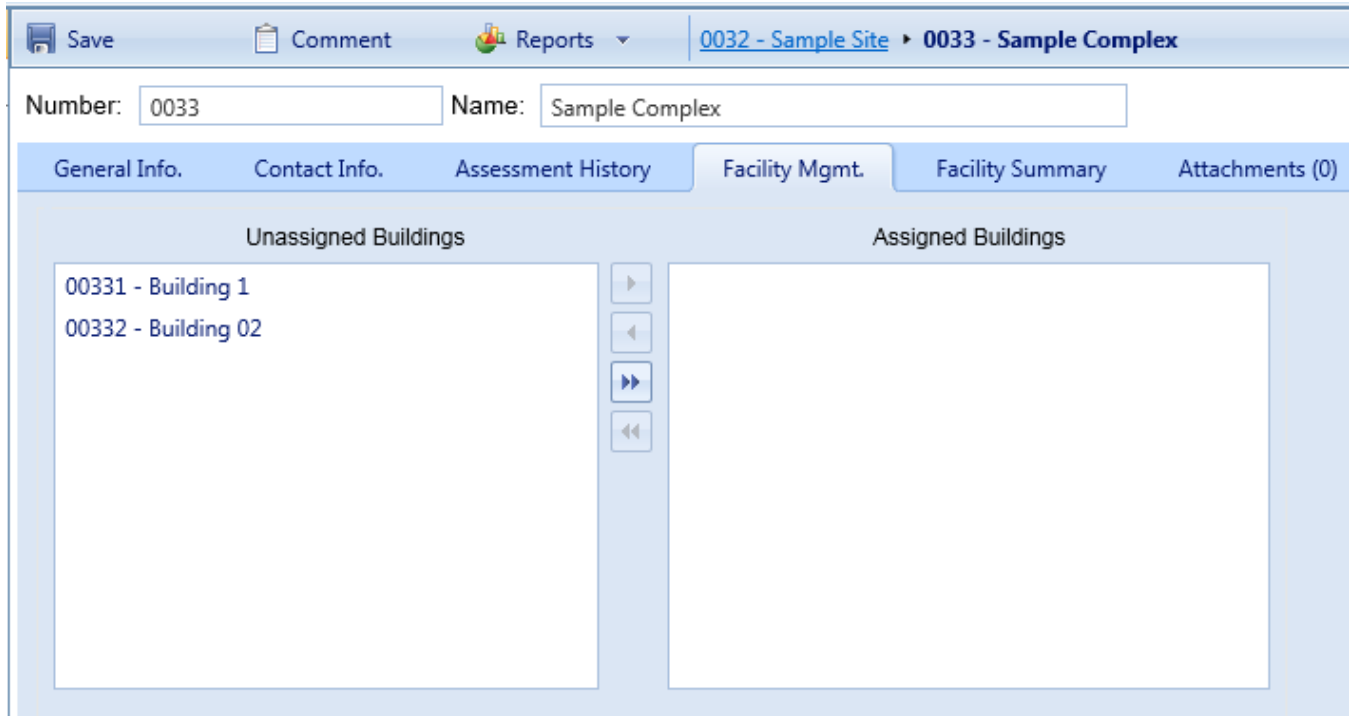 Save Comment Reports 0032 - Sample Site 0033 - Sample Complex
Number: 0033 Name: Sample Complex
General Info. Contact Info. Assessment History Facility Mgmt. Facility Summary Attachments (0)
Unassigned Buildings Assigned Buildings
00331 - Building 1
00332 - Building 02